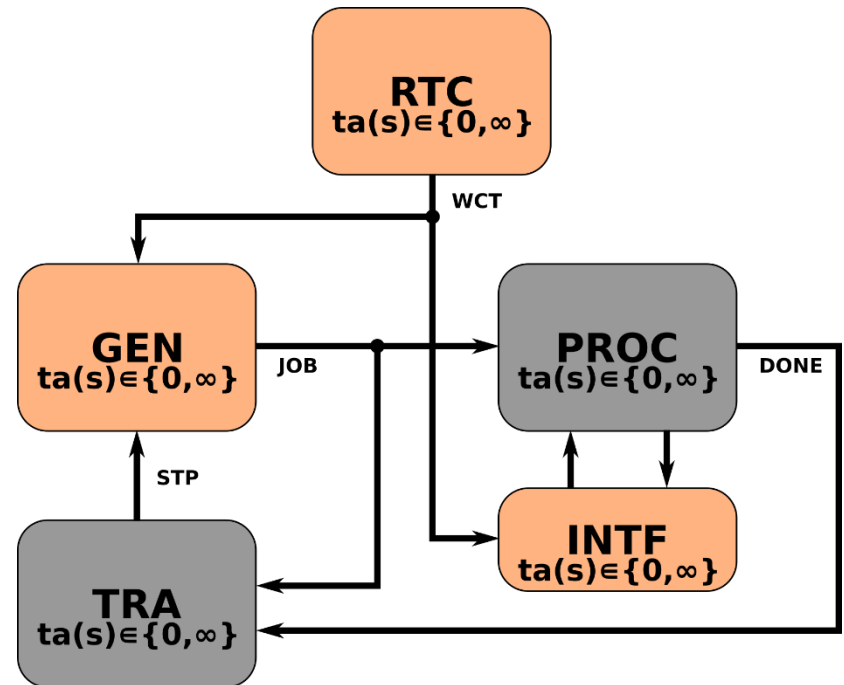 RTC
ta(s)∈{0,∞}
WCT
GEN
ta(s)∈{0,∞}
JOB
PROC
ta(s)∈{0,∞}
DONE
STP
INTF
ta(s)∈{0,∞}
TRA
ta(s)∈{0,∞}